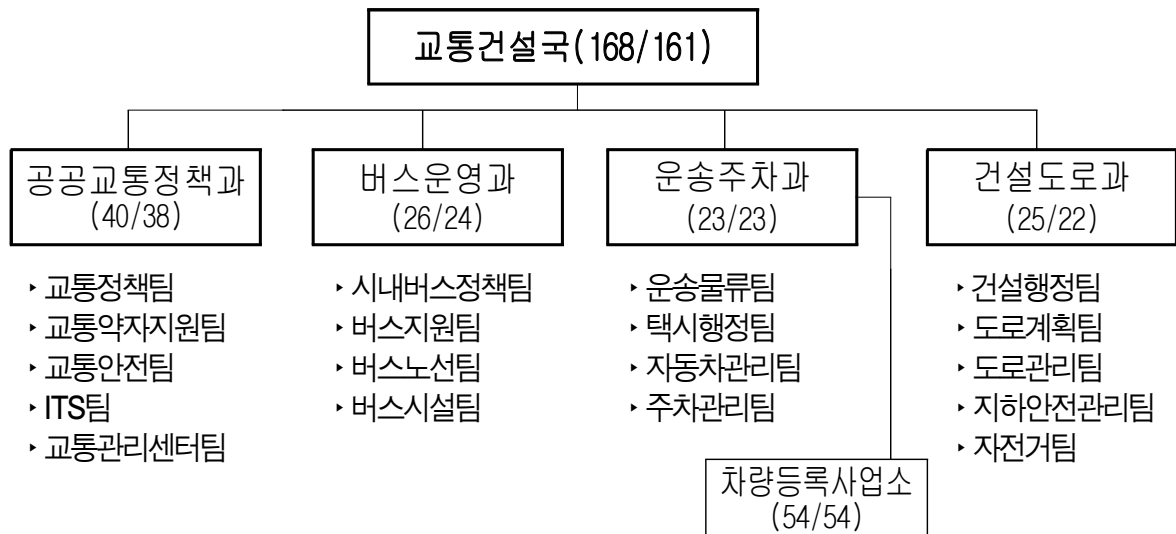 교통건설국(168/161)
공공교통정책과
(40/38)
‣ 교통정책팀
‣ 교통약자지원팀
‣ 교통안전팀
‣ ITS팀
‣ 교통관리센터팀
버스운영과
(26/24)
‣ 시내버스정책팀
‣ 버스지원팀
‣ 버스노선팀
‣ 버스시설팀
운송주차과
(23/23)
‣ 운송물류팀
‣ 택시행정팀
‣ 자동차관리팀
‣ 주차관리팀
차량등록사업소
(54/54)
건설도로과
(25/22)
‣ 건설행정팀
‣ 도로계획팀
‣ 도로관리팀
‣ 지하안전관리팀
‣ 자전거팀